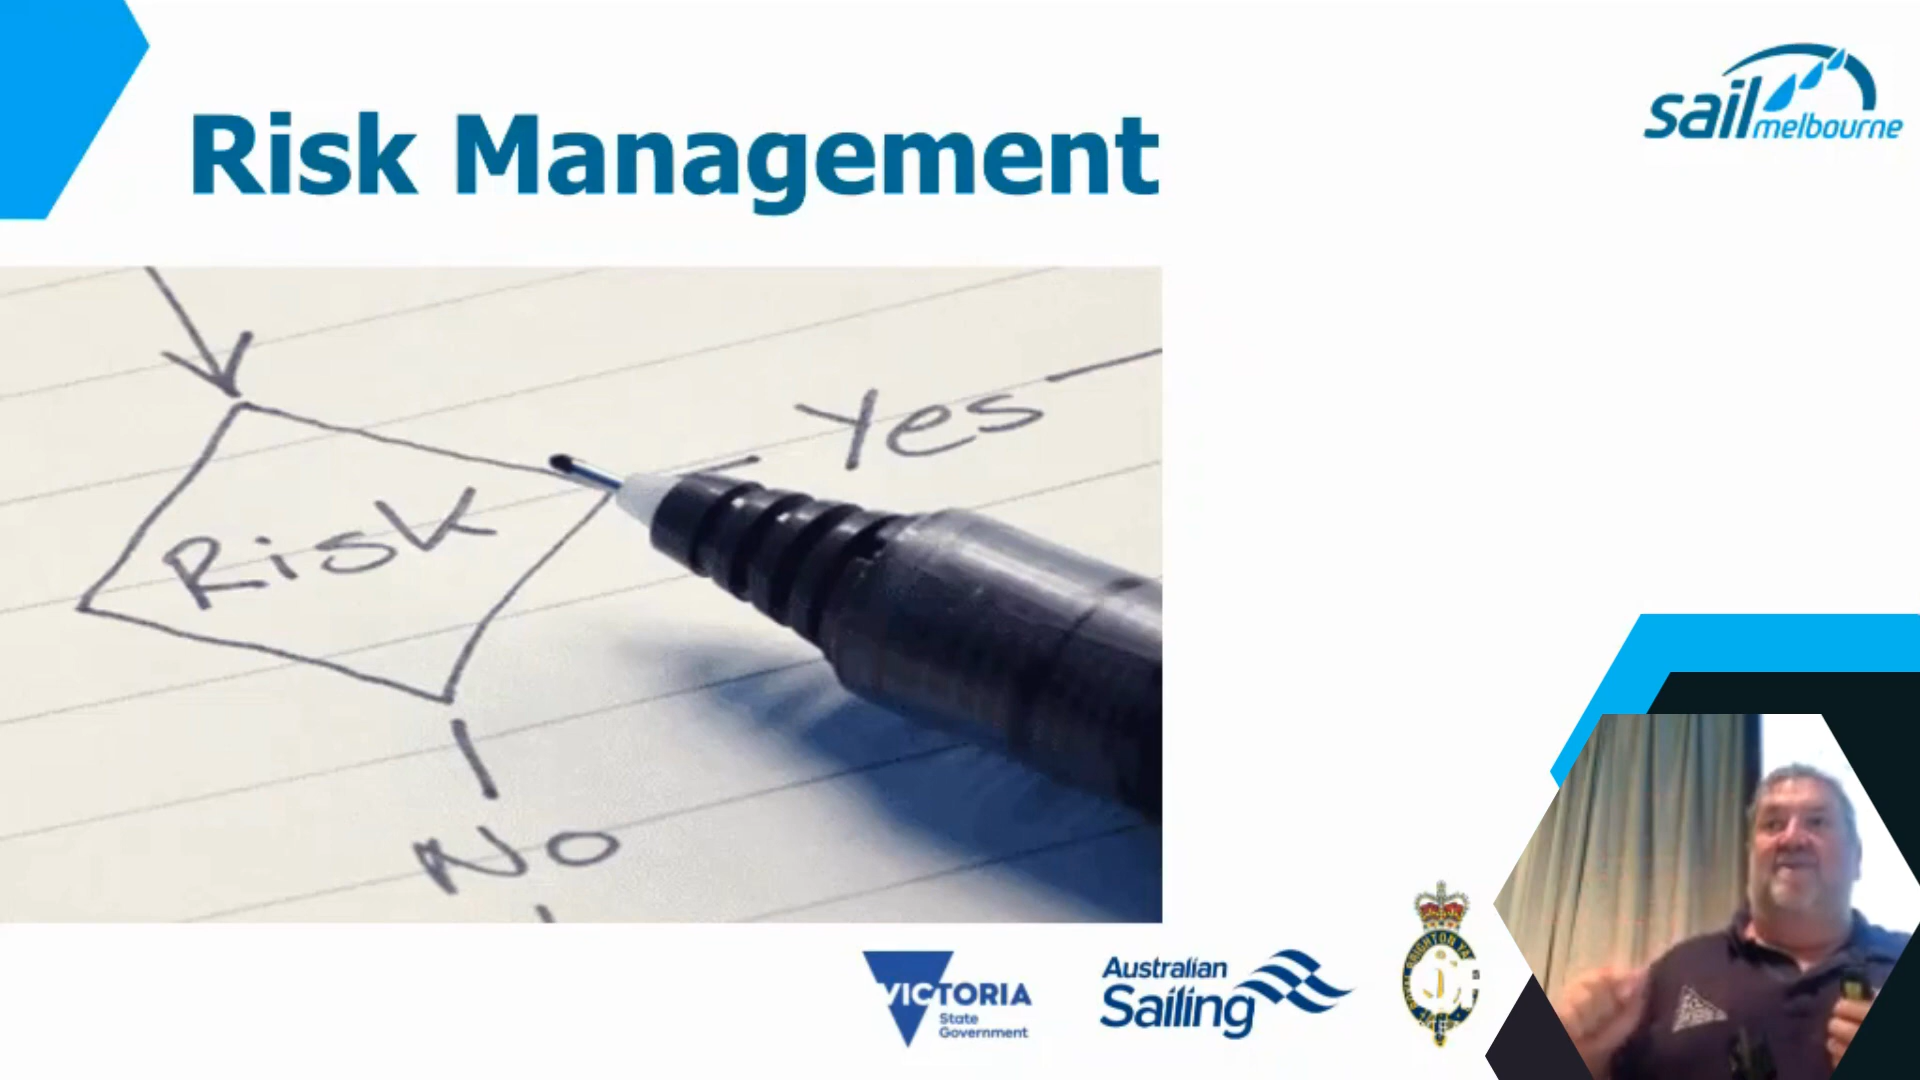 Risk Management
sail
melbourne
Yes
Risk
No
VICTORIA
State
Government
Australian
Sailing